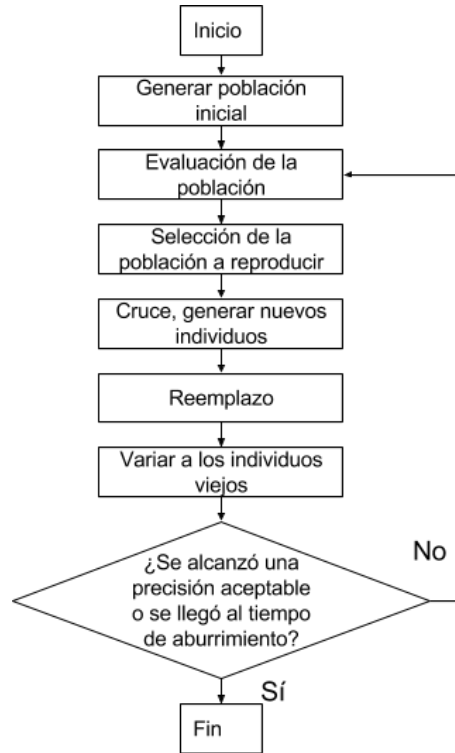 Inicio
Generar población
inicial
Evaluación de la
población
Selección de la
población a reproducir
Cruce, generar nuevos
individuos
Reemplazo
Variar a los individuos
viejos
¿Se alcanzó una
precisión aceptable
o se llegó al tiempo
de aburrimiento?
No
Sí
Fin